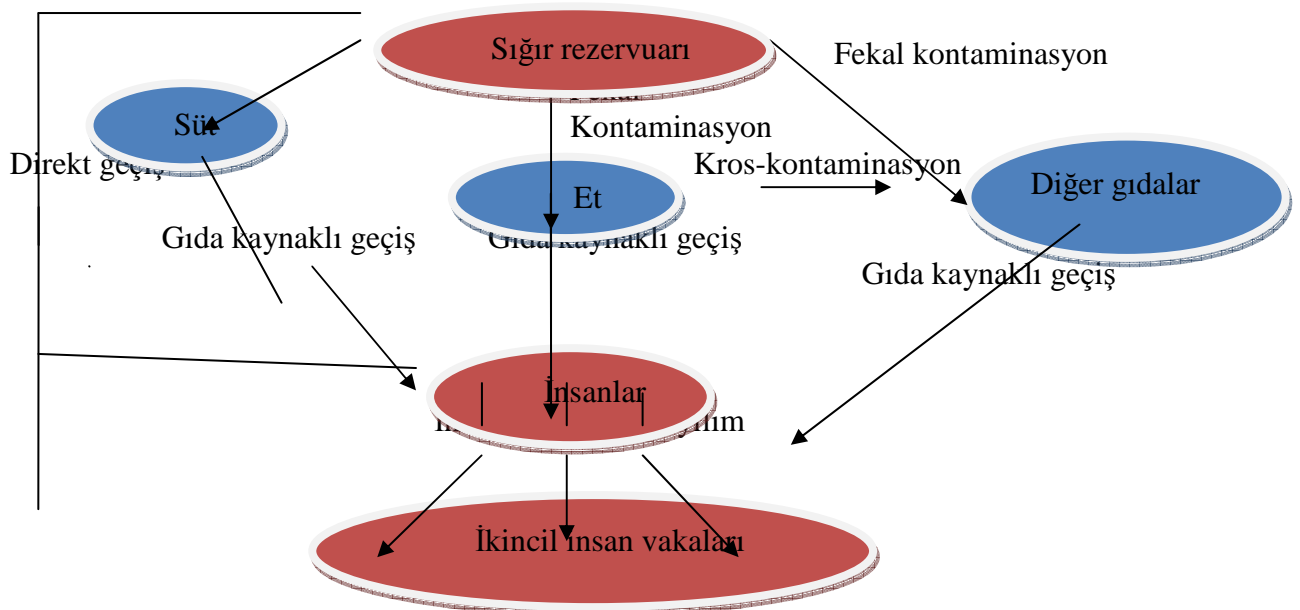 Sığır rezervuarı
Fekal kontaminasyon
Süt
Kontaminasyon
Direkt geçiş
Kros-kontaminasyon
Et
Diğer gıdalar
Gıda kaynaklı geçiş
Gıda kaynaklı geçiş
Gıda kaynaklı geçiş
İnsanlar
İkincil insan vakaları